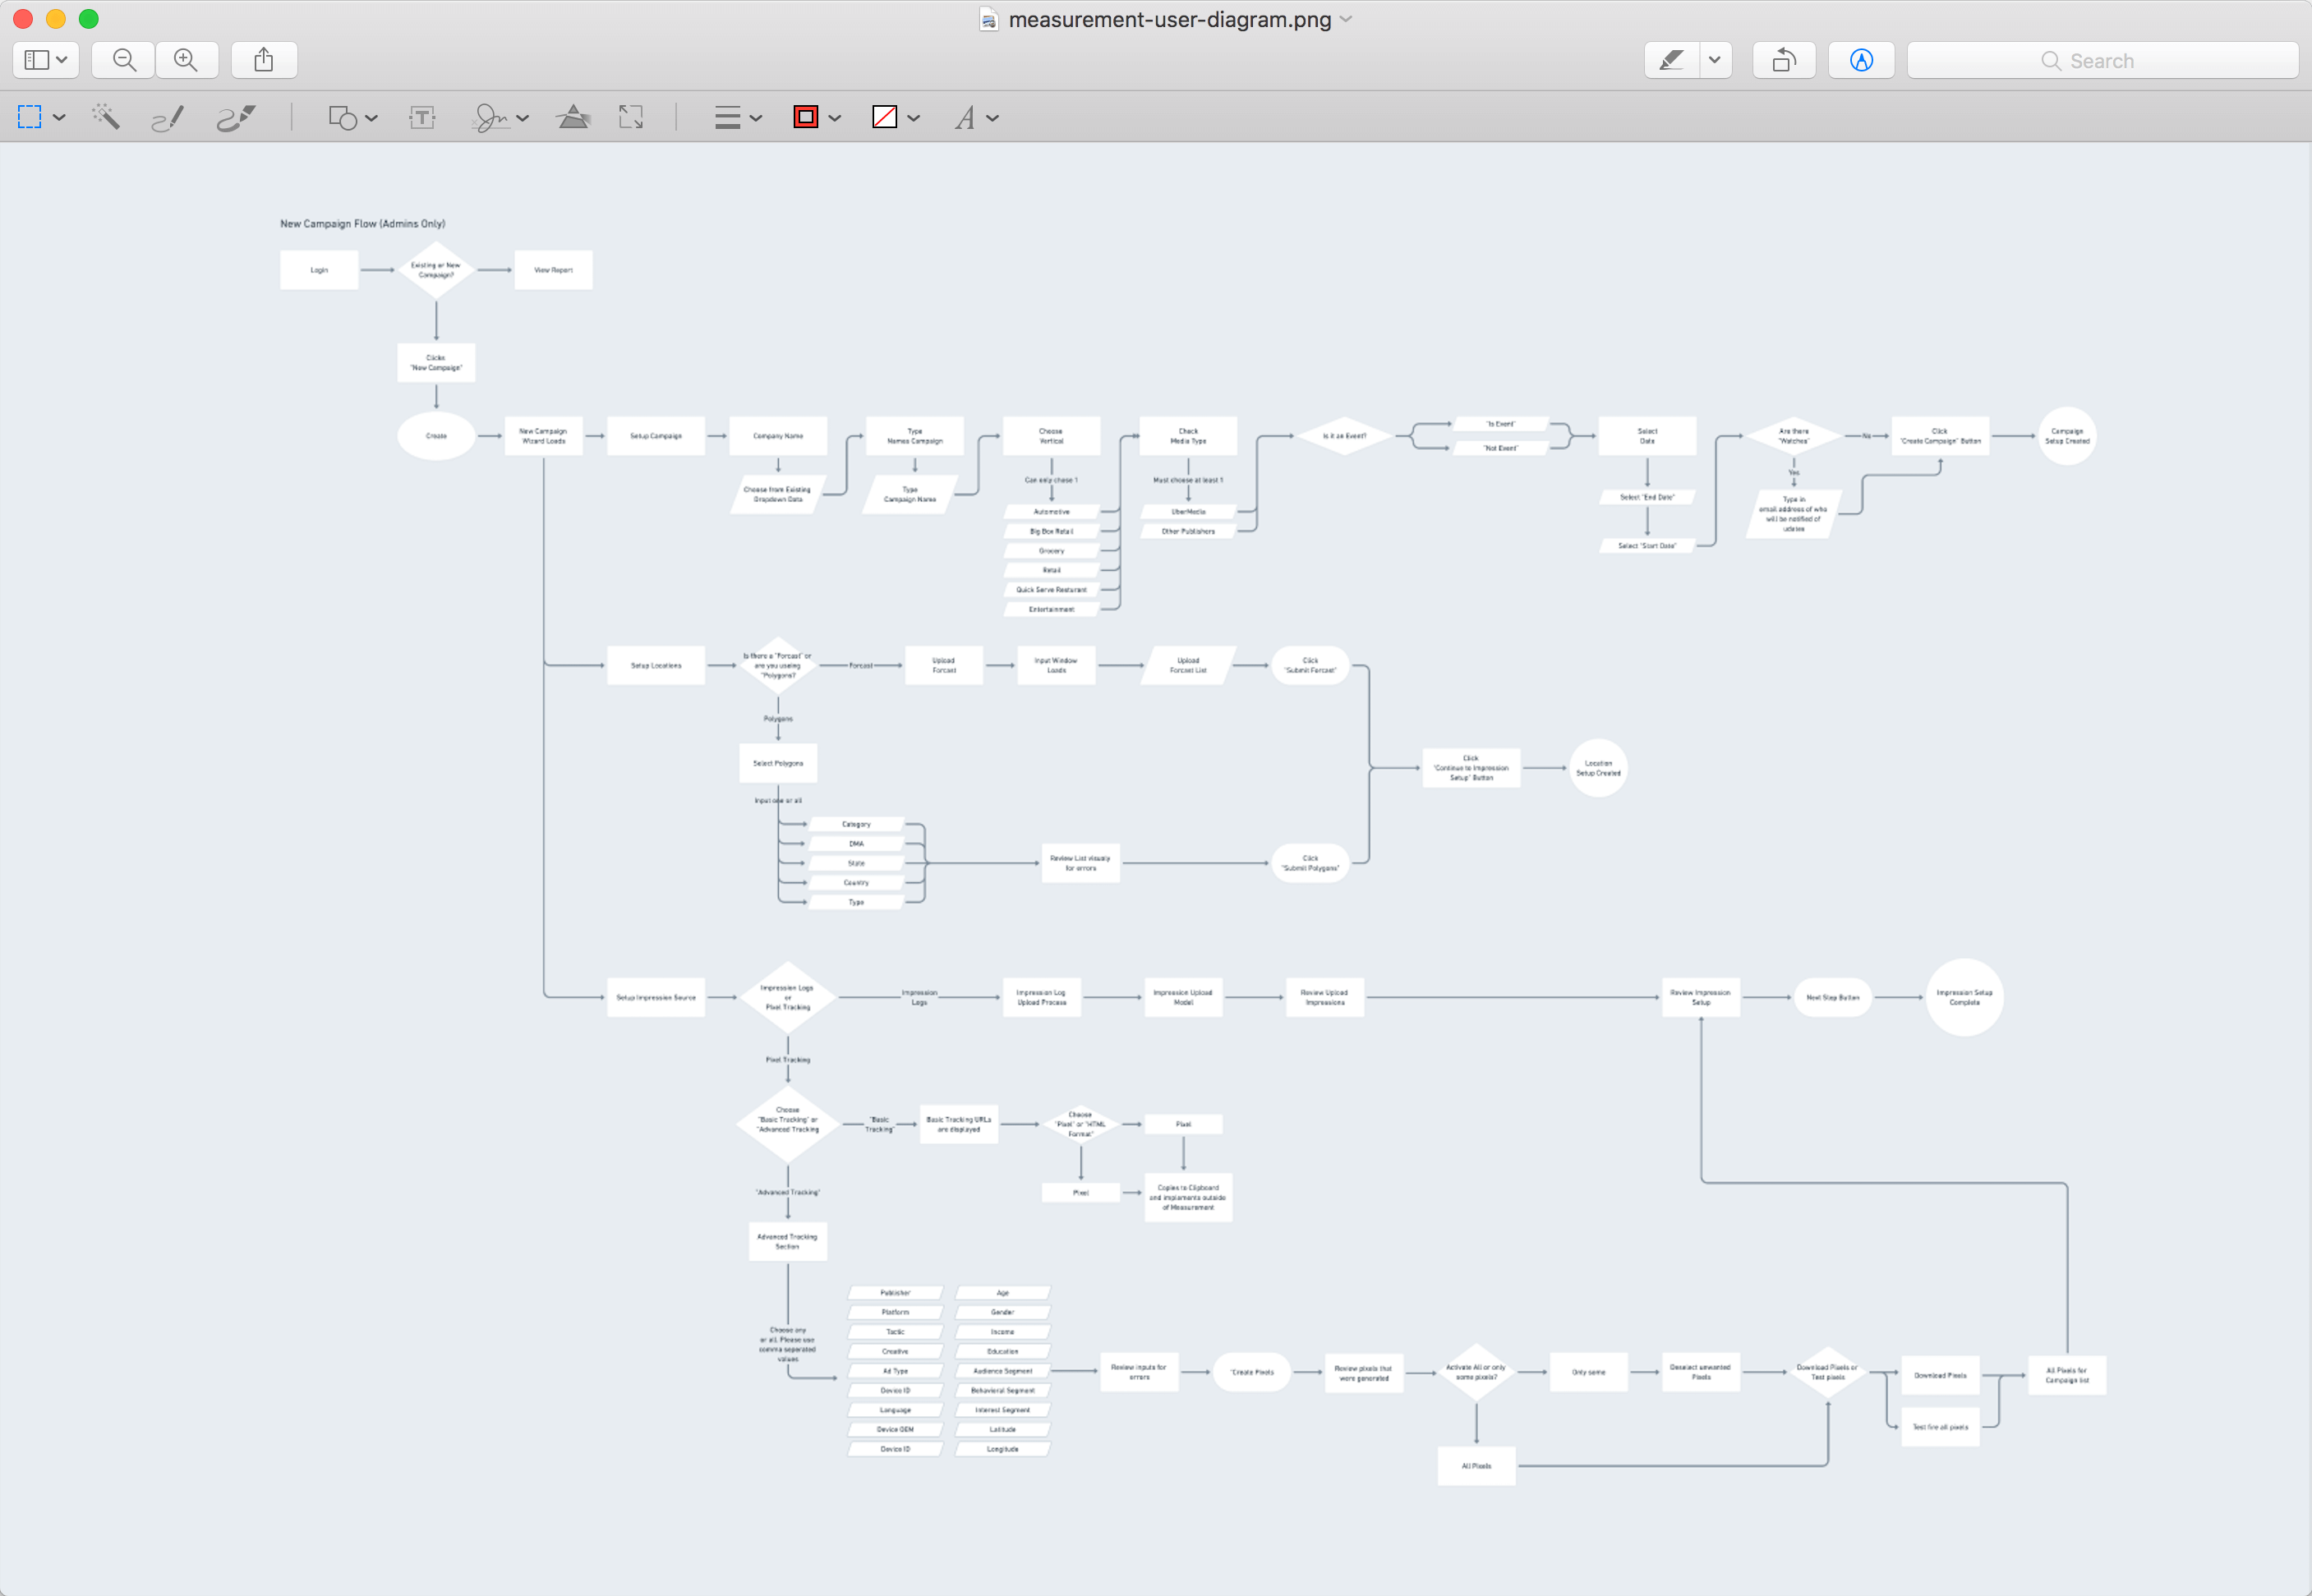 measurement-user-diagram.png
Search
New Campaign Flow (Admins Only)
Login
Existing or New
Campaign?
View Report
Clicks
"New Campaign"
Create
New Campaign
Wizard Loads
Setup Campaign
Company Name
Type
Names Campaign
Choose
Vertical
Check
Media Type
Is it an Event?
"Is Event"
"Not Event"
Select
Date
Are there
"Watches"
No
Click
"Create Campaign" Button
Campaign
Setup Created
Choose from Existing
Dropdown Data
Type
Campaign Name
Can only chose 1
Automotive
Big Box Retail
Grocery
Retail
Quick Serve Resturant
Entertainment
Must choose at least 1
UberMedia
Other Publishers
Select "End Date"
Select "Start Date"
Yes
Type in
email address of who
will be notified of
udates
Setup Locations
Is there a "Forcast" or
are you useing
"Polygons?
Forcast
Upload
Forcast
Input Window
Loads
Upload
Forcast List
Click
"Submit Forcast"
Polygons
Select Polygons
Input one or all
Category
DMA
State
Country
Type
Review List visualy
for errors
Click
"Submit Polygons"
Click
"Continue to Impression
Setup" Button
Location
Setup Created
Setup Impression Source
Impression Logs
or
Pixel Tracking
Impression
Logs
Impression Log
Upload Process
Impression Upload
Model
Review Upload
Impressions
Review Impression
Setup
Next Step Button
Impression Setup
Complete
Pixel Tracking
Choose
"Basic Tracking" or
"Advanced Tracking
"Basic
Tracking"
Basic Tracking URLs
are displayed
Choose
"Pixel" or "HTML
Format"
Pixel
Pixel
Copies to Clipboard
and implements outside
of Measurement
"Advanced Tracking"
Advanced Tracking
Section
Choose any
or all. Please use
comma seperated
values
Publisher
Platform
Tactic
Creative
Ad Type
Device ID
Language
Device OEM
Device ID
Age
Gender
Income
Education
Audience Segment
Behavioral Segment
Interest Segment
Latitude
Longitude
Review inputs for
errors
"Create Pixels
Review pixels that
were generated
Activate All or only
some pixels?
Only some
Deselect unwanted
Pixels
Download Pixels or
Test pixels
Download Pixels
Test fire all pixels
All Pixels for
Campaign list
All Pixels